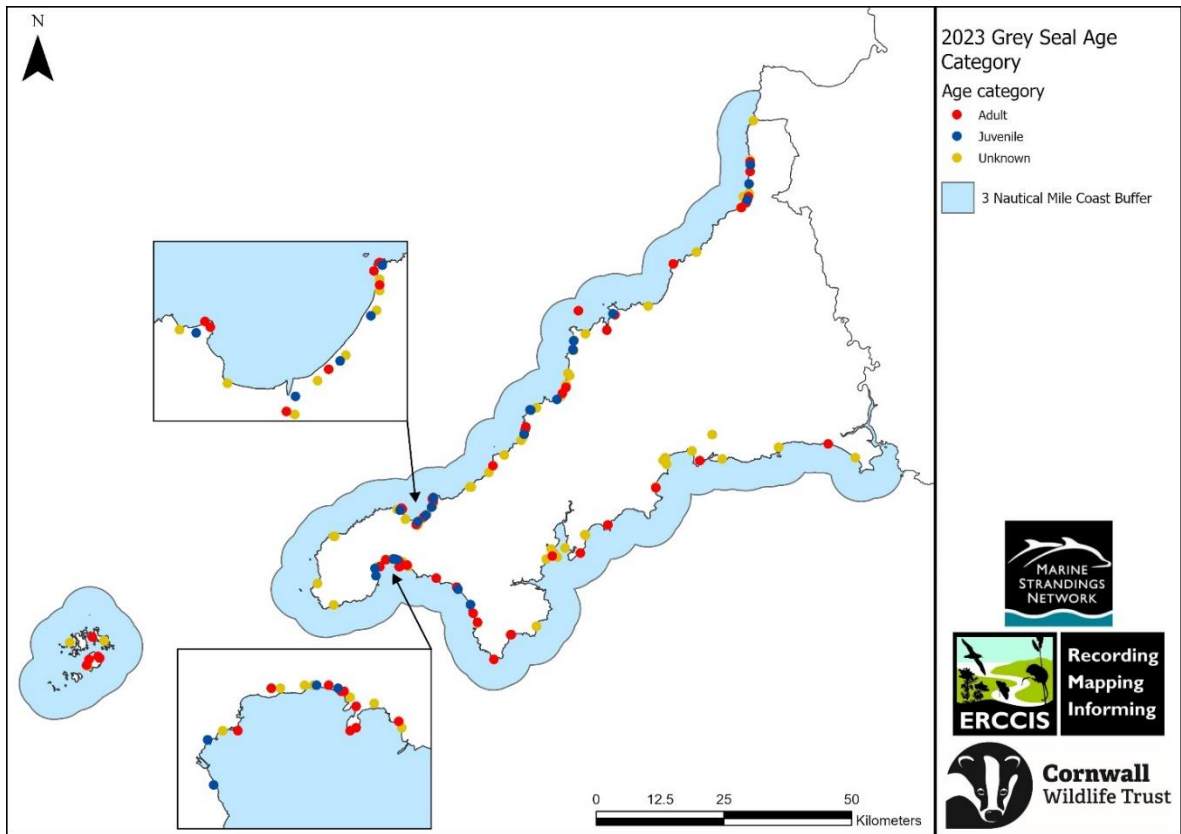 N
2023 Grey Seal Age
Category
Age category
Adult
Juvenile
Unknown
3 Nautical Mile Coast Buffer
MARINE
STRANDINGS
NETWORK
ERCCIS
Recording
Mapping
Informing
Cornwall
Wildlife Trust
0 12.5 25 50
Kilometers